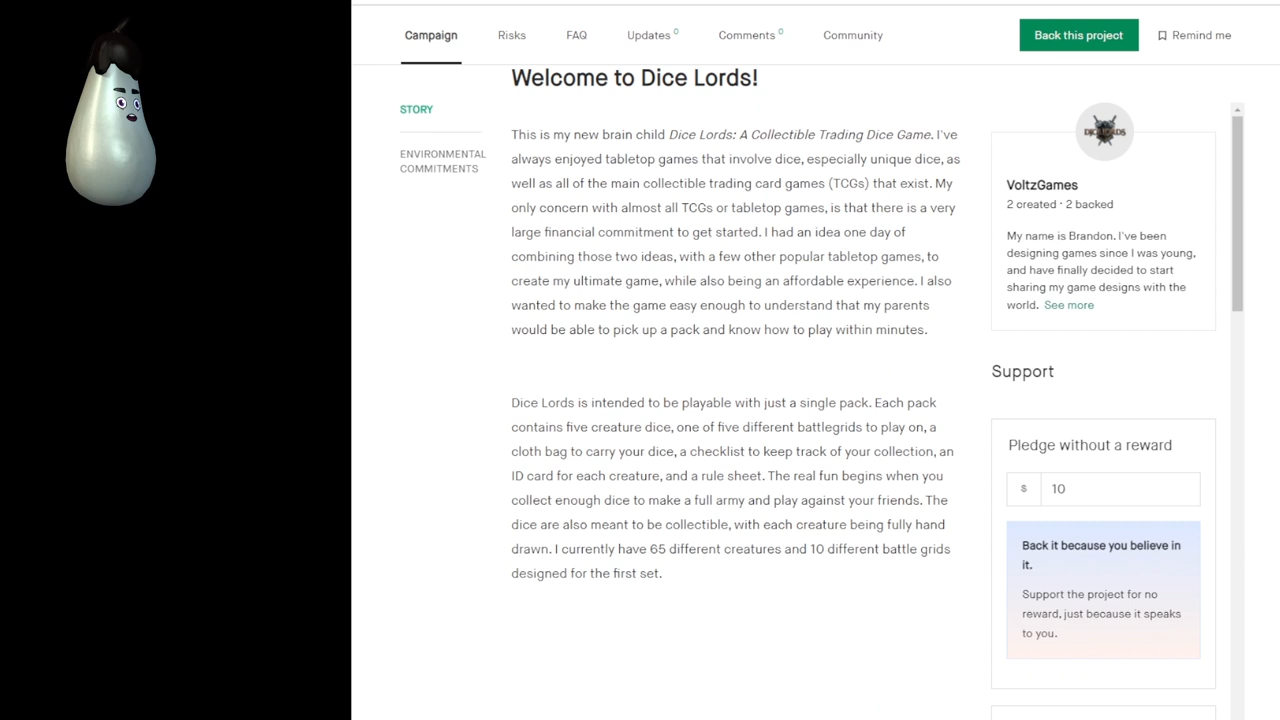 Campaign
Risks
FAQ
Updates 0
Comments 0
Community
Back this project
Remind me
Welcome to Dice Lords!
STORY
ENVIRONMENTAL
COMMITMENTS
This is my new brain child Dice Lords: A Collectible Trading Dice Game. I've
always enjoyed tabletop games that involve dice, especially unique dice, as
well as all of the main collectible trading card games (TCGs) that exist. My
only concern with almost all TCGs or tabletop games, is that there is a very
large financial commitment to get started. I had an idea one day of
combining those two ideas, with a few other popular tabletop games, to
create my ultimate game, while also being an affordable experience. I also
wanted to make the game easy enough to understand that my parents
would be able to pick up a pack and know how to play within minutes.
Dice Lords is intended to be playable with just a single pack. Each pack
contains five creature dice, one of five different battlegrids to play on, a
cloth bag to carry your dice, a checklist to keep track of your collection, an
ID card for each creature, and a rule sheet. The real fun begins when you
collect enough dice to make a full army and play against your friends. The
dice are also meant to be collectible, with each creature being fully hand
drawn. I currently have 65 different creatures and 10 different battle grids
designed for the first set.
DICE LORDS
VoltzGames
2 created · 2 backed
My name is Brandon. I've been
designing games since I was young,
and have finally decided to start
sharing my game designs with the
world. See more
Support
Pledge without a reward
$ 10
Back it because you believe in
it.
Support the project for no
reward, just because it speaks
to you.